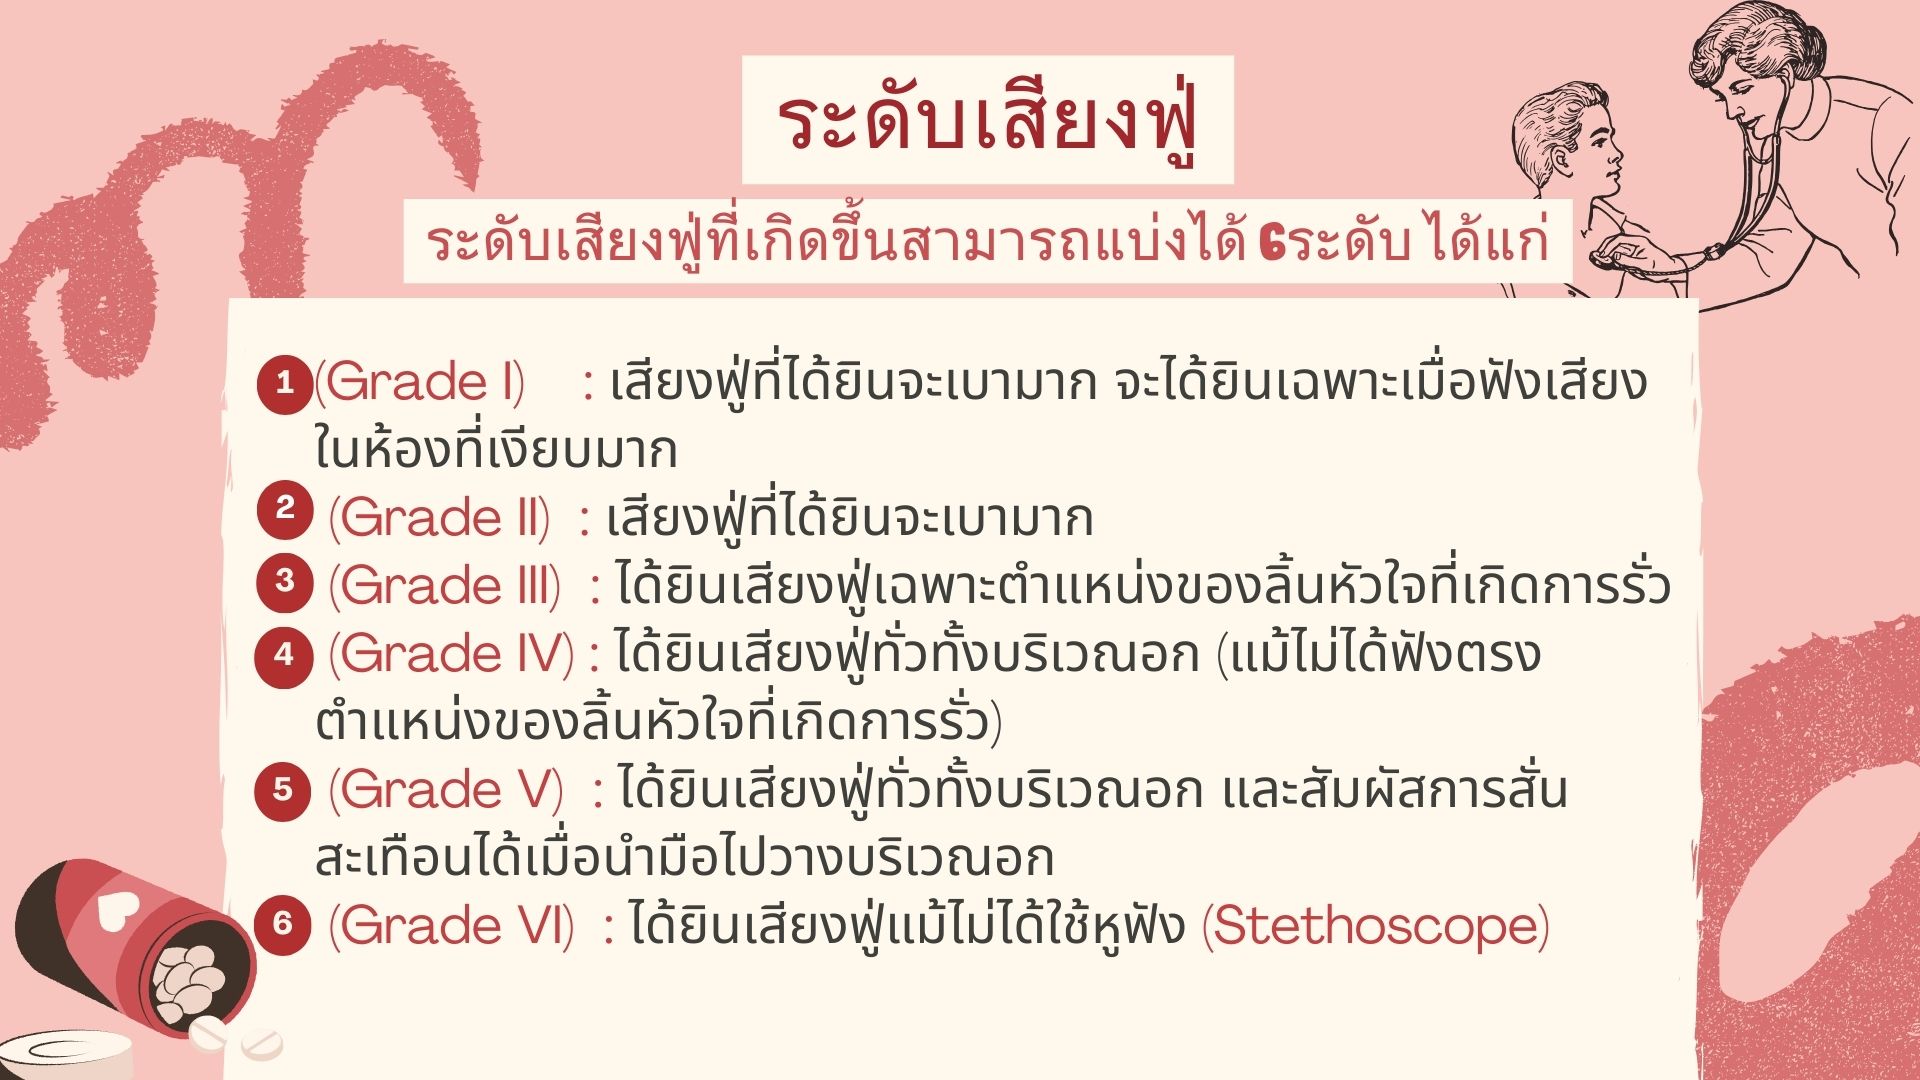 ระดับเสียงฟู่
ระดับเสียงฟู่ที่เกิดขึ้นสามารถแบ่งได้ 6ระดับ ได้แก่
1 (Grade I) : เสียงฟู่ที่ได้ยินจะเบามาก จะได้ยินเฉพาะเมื่อฟังเสียง
ในห้องที่เงียบมาก
2 (Grade II) : เสียงฟู่ที่ได้ยินจะเบามาก
3 (Grade III) : ได้ยินเสียงฟู่เฉพาะตำแหน่งของลิ้นหัวใจที่เกิดการรั่ว
4 (Grade IV) : ได้ยินเสียงฟู่ทั่วทั้งบริเวณอก (แม้ไม่ได้ฟังตรง
ตำแหน่งของลิ้นหัวใจที่เกิดการรั่ว)
5 (Grade V) : ได้ยินเสียงฟู่ทั่วทั้งบริเวณอก และสัมผัสการสั่น
สะเทือนได้เมื่อนำมือไปวางบริเวณอก
6 (Grade VI) : ได้ยินเสียงฟู่แม้ไม่ได้ใช้หูฟัง (Stethoscope)